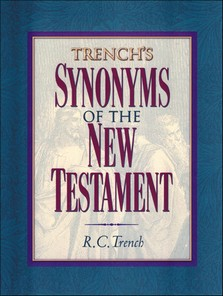 TRENCH'S
SYNONYMS
OF THE
NEW
TESTAMENT
R. C. Trench